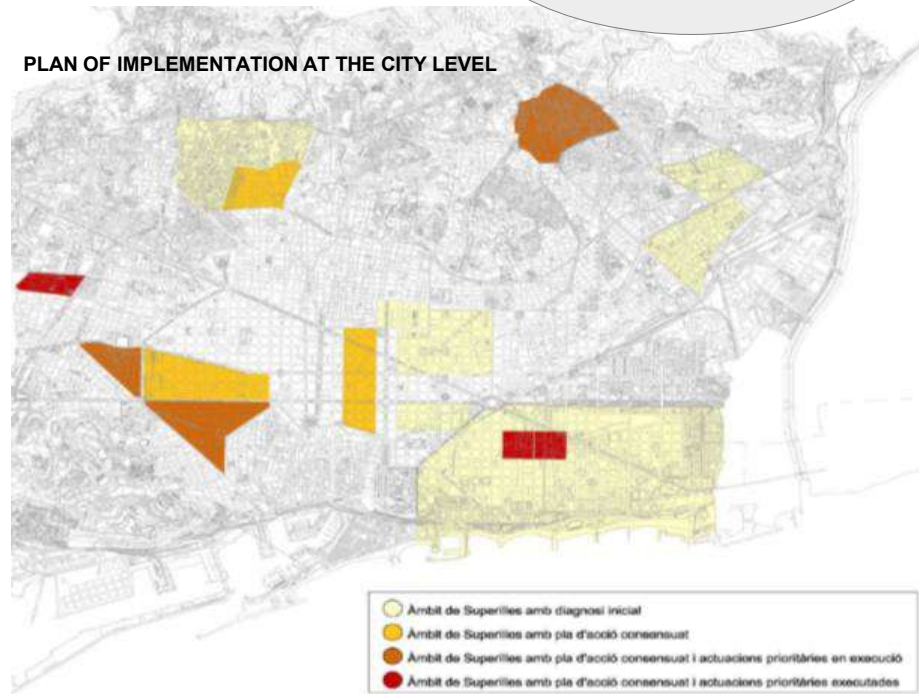 PLAN OF IMPLEMENTATION AT THE CITY LEVEL
Àmbit de Superilles amb diagnosi inicial
Àmbit de Superilles amb pla d'acció consensuat
Àmbit de Superilles amb pla d'acció consensuat i actuacions prioritàries en execució
Àmbit de Superilles amb pla d'acció consensuat i actuacions prioritàries executades